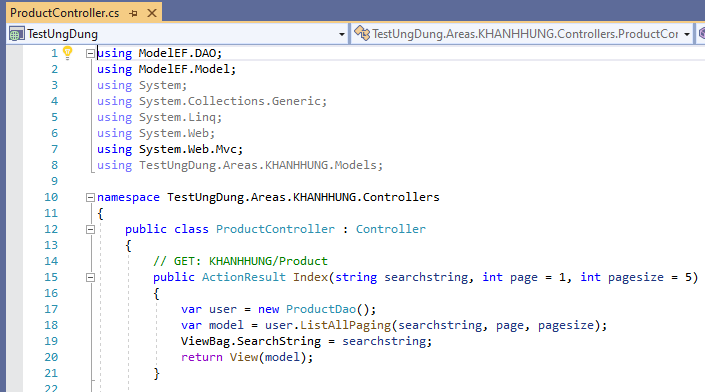 ProductController.cs
TestUngDung
TestUngDung.Areas.KHANHHUNG.Controllers.ProductCor
1 using ModelEF.DAO;
2 using ModelEF.Model;
3 using System;
4 using System.Collections.Generic;
5 using System.Linq;
6 using System.Web;
7 using System.Web.Mvc;
8 using TestUngDung.Areas.KHANHHUNG.Models;
9
10 namespace TestUngDung.Areas.KHANHHUNG.Controllers
11 {
12 public class ProductController : Controller
13 {
14 // GET: KHANHHUNG/Product
15 public ActionResult Index(string searchstring, int page = 1, int pagesize = 5)
16 {
17 var user = new ProductDao();
18 var model = user.ListAllPaging(searchstring, page, pagesize);
19 ViewBag.SearchString = searchstring;
20 return View(model);
21 }
22